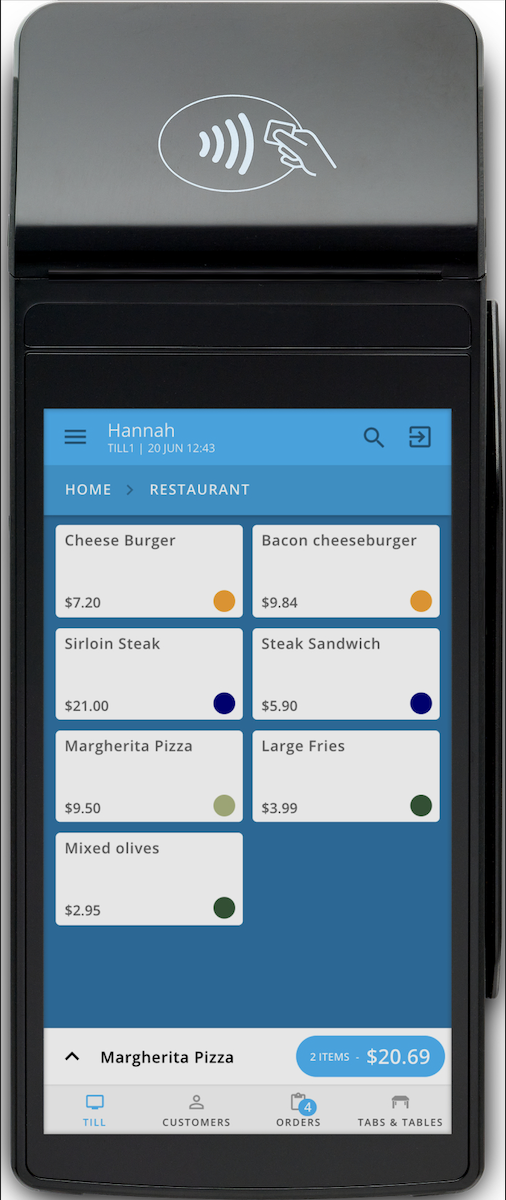 Hannah
TILL1 | 20 JUN 12:43
HOME > RESTAURANT
Cheese Burger
$7.20
Bacon cheeseburger
$9.84
Sirloin Steak
$21.00
Steak Sandwich
$5.90
Margherita Pizza
$9.50
Large Fries
$3.99
Mixed olives
$2.95
Margherita Pizza
2 ITEMS - $20.69
TILL
CUSTOMERS
4
ORDERS
TABS & TABLES